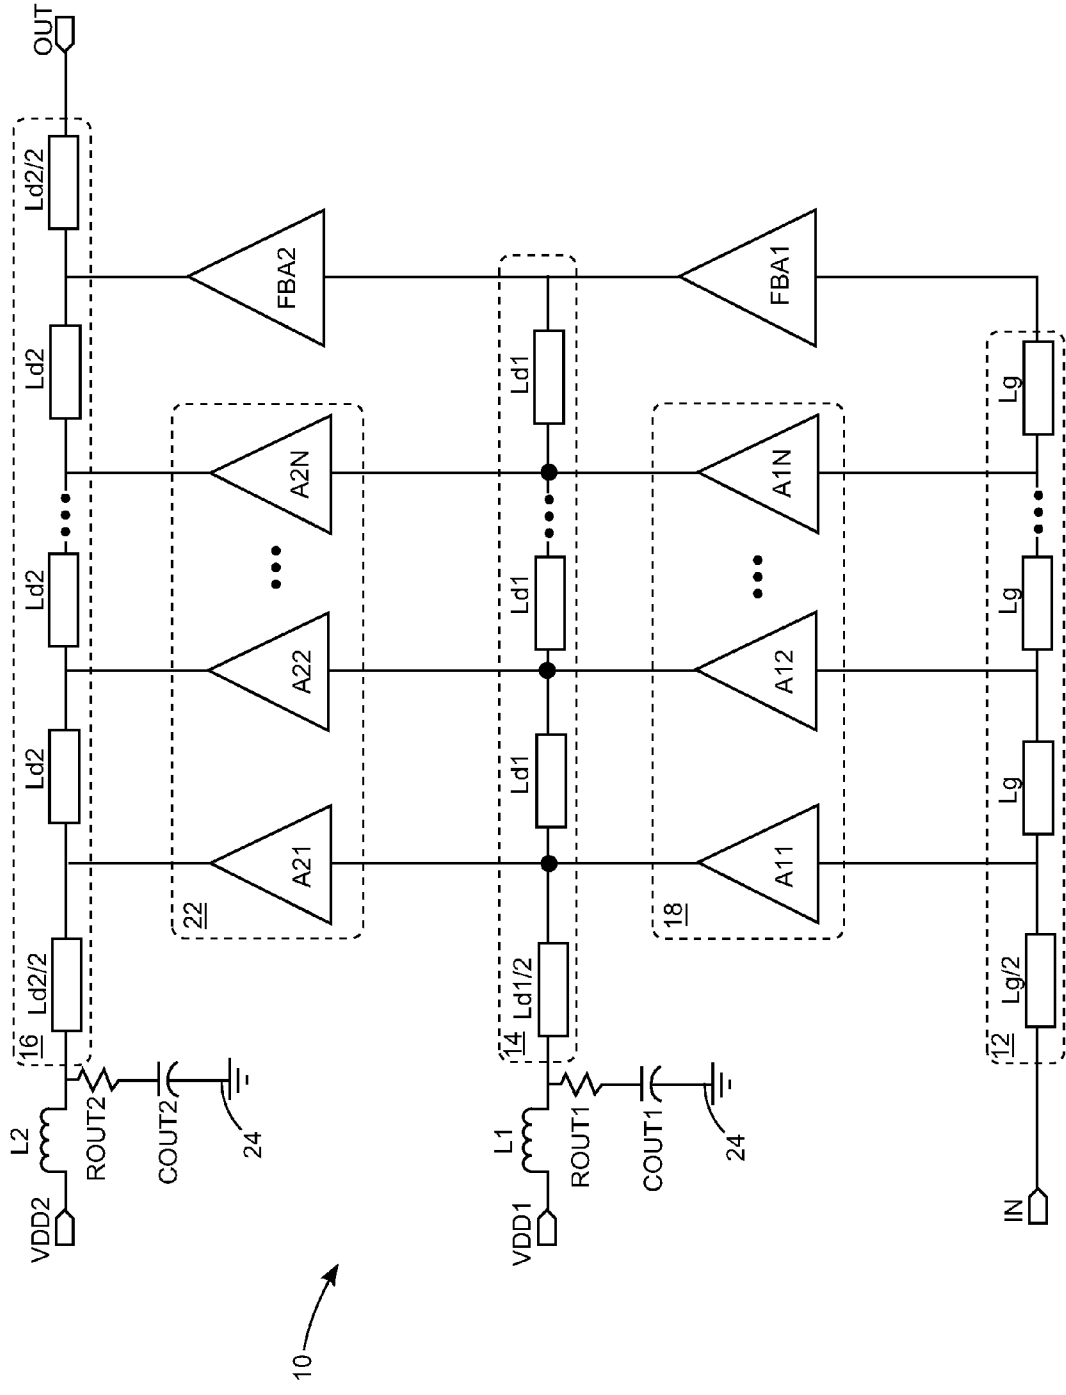 OUT
Ld2/2
Ld2
Ld2
Ld2
Ld2/2
16
L2
VDD2
ROUT2
COUT2
24
FBA2
A2N
A22
A21
22
Ld1
Ld1
Ld1
Ld1/2
14
L1
VDD1
ROUT1
COUT1
24
FBA1
A1N
A12
A11
18
Lg
Lg
Lg
Lg/2
12
IN
10